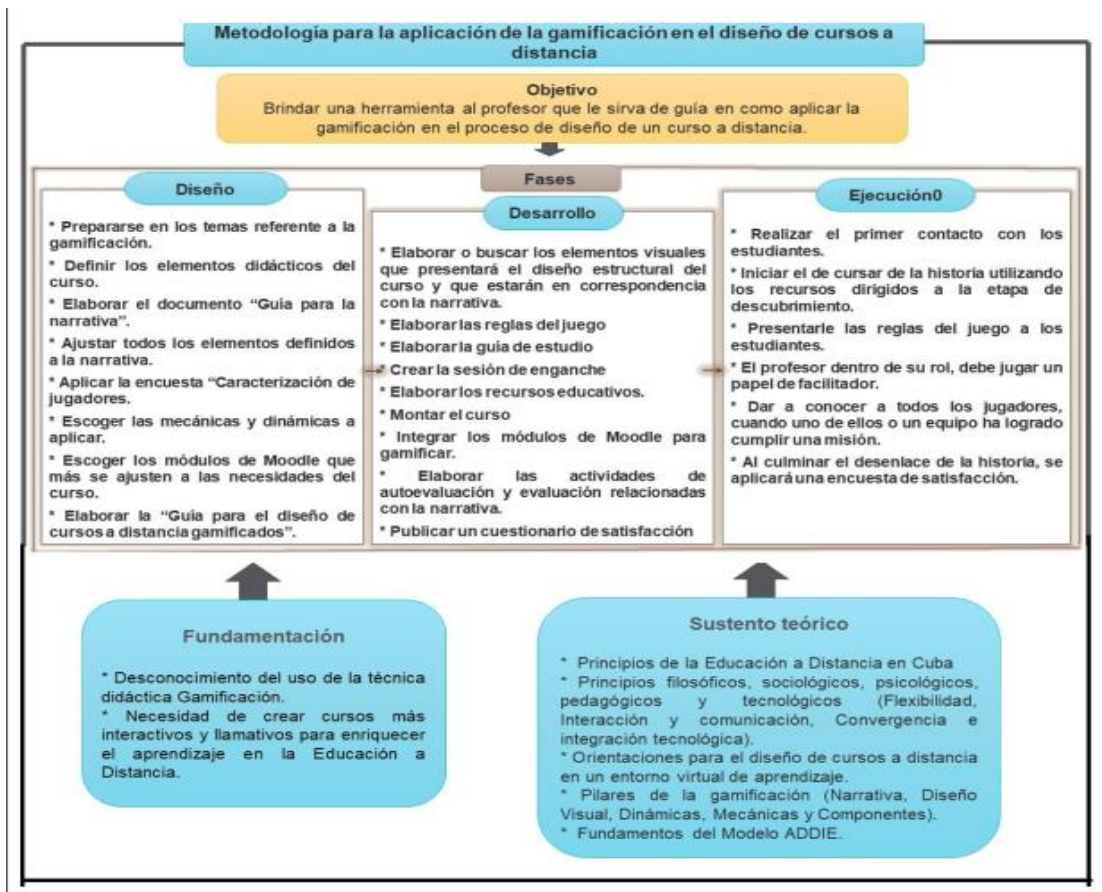 Metodología para la aplicación de la gamificación en el diseño de cursos a
distancia
Objetivo
Brindar una herramienta al profesor que le sirva de guía en como aplicar la
gamificación en el proceso de diseño de un curso a distancia.
Fases
Diseño
* Prepararse en los temas referente a la
gamificación.
* Definir los elementos didácticos del
curso.
* Elaborar el documento “Guía para la
narrativa”.
* Ajustar todos los elementos definidos
a la narrativa.
* Aplicar la encuesta “Caracterización de
jugadores.
* Escoger las mecánicas y dinámicas a
aplicar.
* Escoger los módulos de Moodle que
más se ajusten a las necesidades del
curso.
* Elaborar la “Guía para el diseño de
cursos a distancia gamificados”.
Desarrollo
* Elaborar o buscar los elementos visuales
que presentará el diseño estructural del
curso y que estarán en correspondencia
con la narrativa.
* Elaborar las reglas del juego
* Elaborar la guía de estudio
* Crear la sesión de enganche
* Elaborar los recursos educativos.
* Montar el curso
* Integrar los módulos de Moodle para
gamificar.
* Elaborar las actividades de
autoevaluación y evaluación relacionadas
con la narrativa.
* Publicar un cuestionario de satisfacción
Ejecución0
* Realizar el primer contacto con los
estudiantes.
* Iniciar el de cursar de la historia utilizando
los recursos dirigidos a la etapa de
descubrimiento.
* Presentarle las reglas del juego a los
estudiantes.
* El profesor dentro de su rol, debe jugar un
papel de facilitador.
* Dar a conocer a todos los jugadores,
cuando uno de ellos o un equipo ha logrado
cumplir una misión.
* Al culminar el desenlace de la historia, se
aplicará una encuesta de satisfacción.
Fundamentación
* Desconocimiento del uso de la técnica
didáctica Gamificación.
* Necesidad de crear cursos más
interactivos y llamativos para enriquecer
el aprendizaje en la Educación a
Distancia.
Sustento teórico
* Principios de la Educación a Distancia en Cuba
* Principios filosóficos, sociológicos, psicológicos,
pedagógicos y tecnológicos (Flexibilidad,
Interacción y comunicación, Convergencia e
integración tecnológica).
* Orientaciones para el diseño de cursos a distancia
en un entorno virtual de aprendizaje.
* Pilares de la gamificación (Narrativa, Diseño
Visual, Dinámicas, Mecánicas y Componentes).
* Fundamentos del Modelo ADDIE.